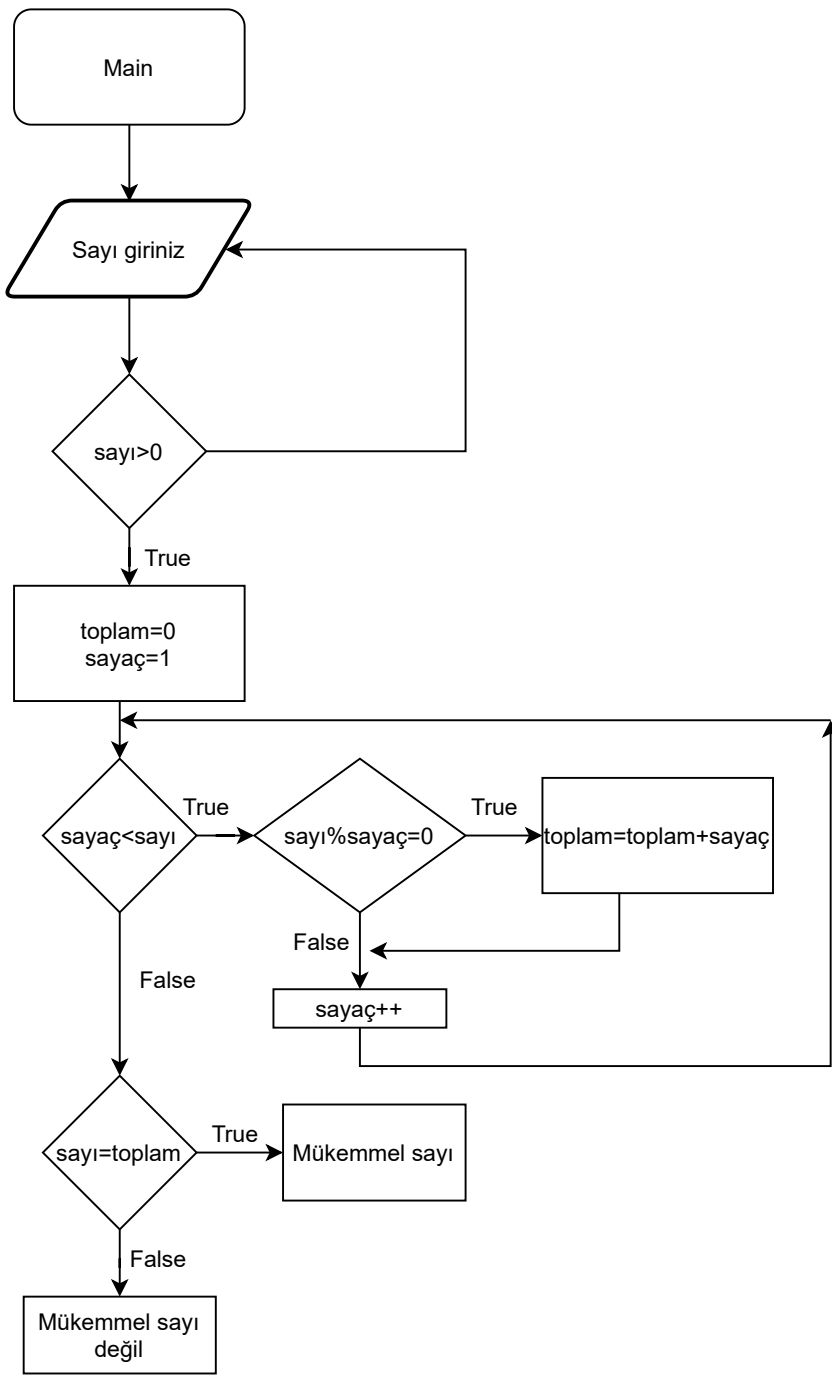 Main
Sayı giriniz
sayı>0
True
toplam=0
sayaç=1
sayaç<sayı
True
sayı%sayaç=0
True
toplam=toplam+sayaç
False
sayaç++
False
sayı=toplam
True
Mükemmel sayı
False
Mükemmel sayı
değil